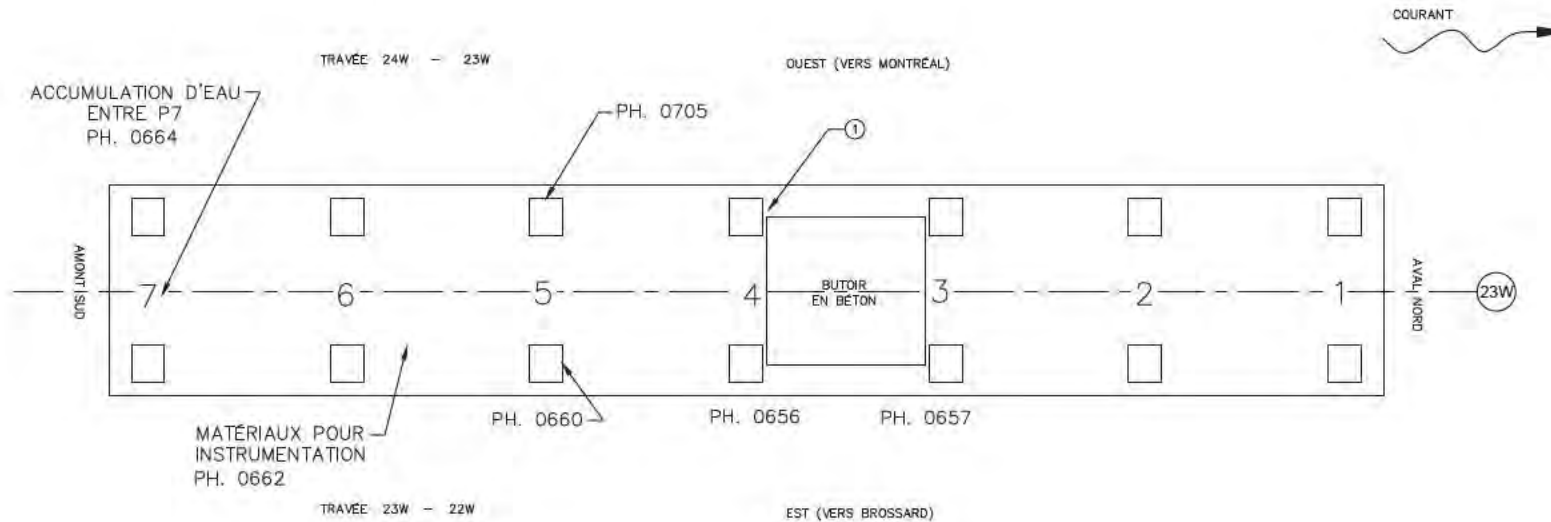 COURANT
TRAVÉE 24W - 23W
OUEST (VERS MONTRÉAL)
ACCUMULATION D'EAU
ENTRE P7
PH. 0664
PH. 0705
1
AMONT SUD
7
6
5
4
BUTOIR
EN BÉTON
3
2
1
AVAL NORD
23W
PH. 0660
PH. 0656
PH. 0657
MATÉRIAUX POUR
INSTRUMENTATION
PH. 0662
TRAVÉE 23W - 22W
EST (VERS BROSSARD)